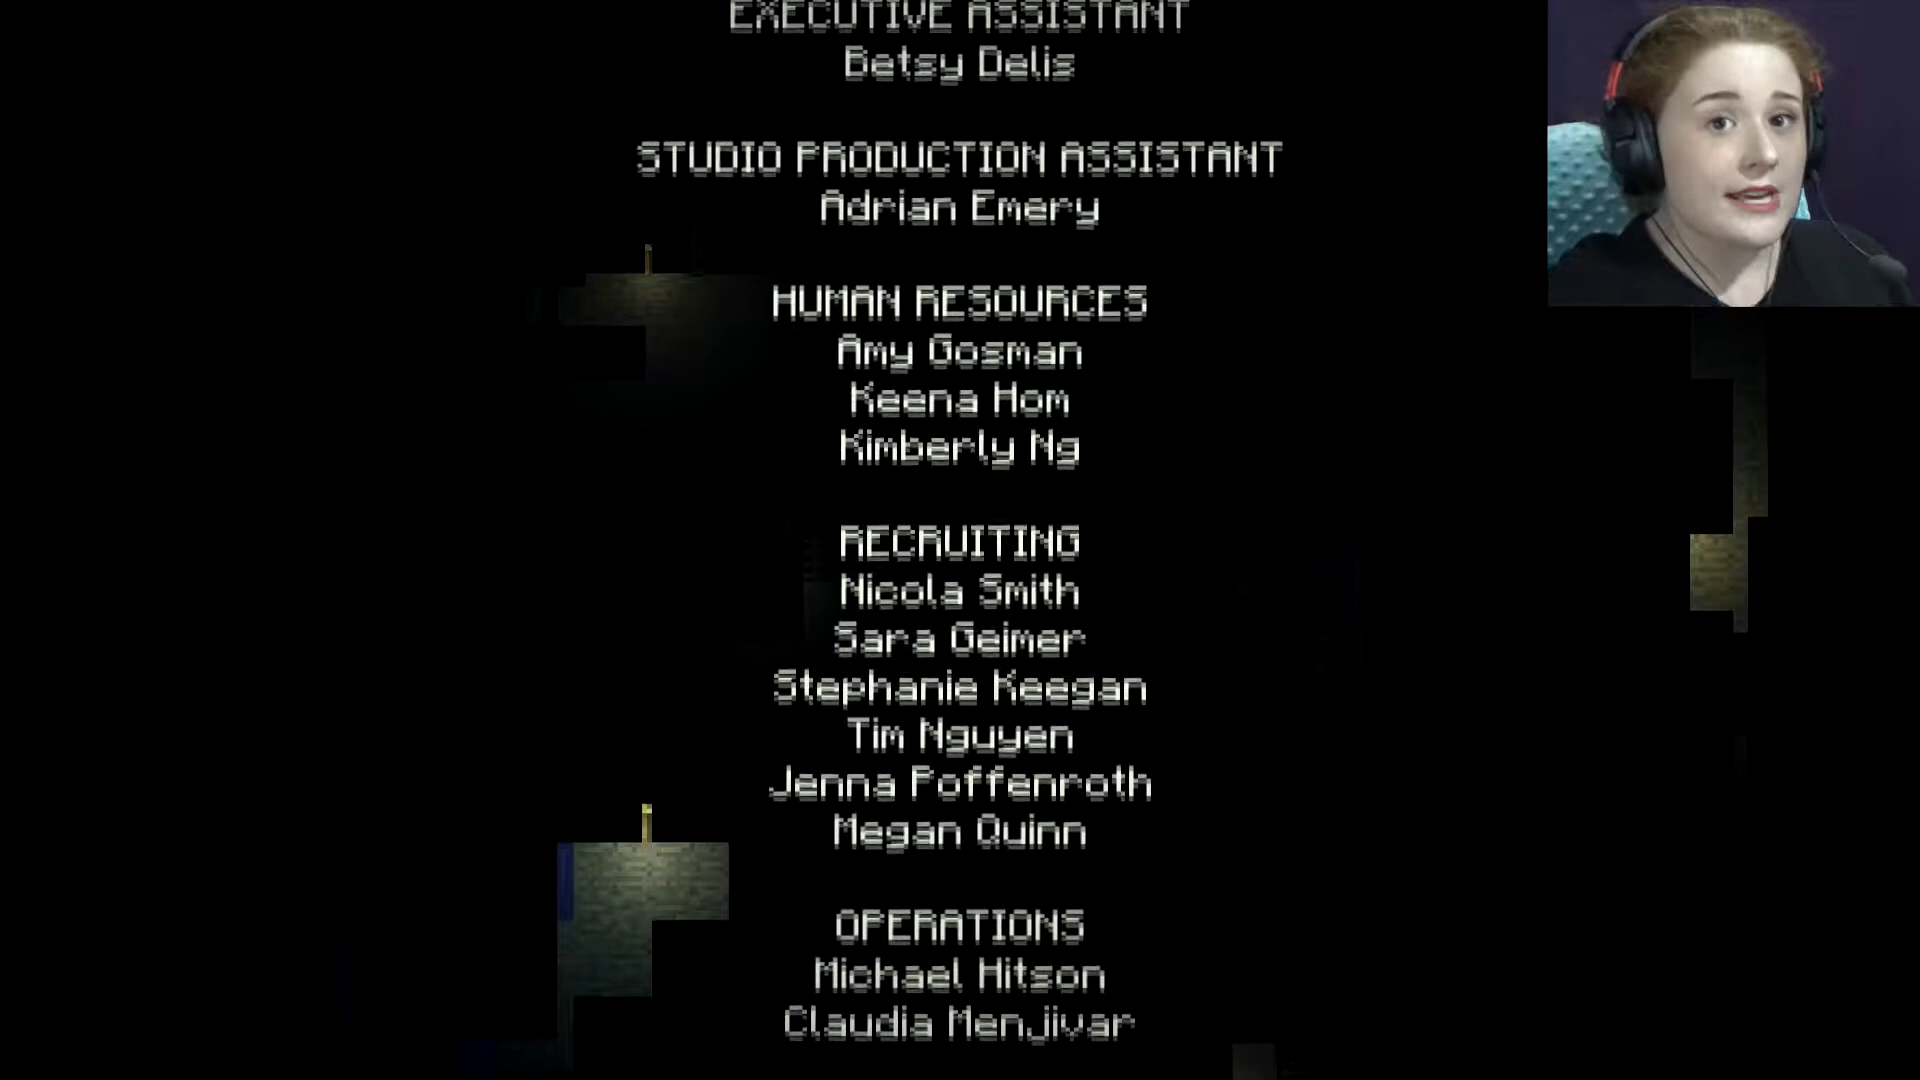 EXECUTIVE ASSISTANT
Betsy Delis
STUDIO PRODUCTION ASSISTANT
Adrian Emery
HUMAN RESOURCES
Amy Gosman
Keena Hom
Kimberly Ng
RECRUITING
Nicola Smith
Sara Geimer
Stephanie Keegan
Tim Nguyen
Jenna Poffenroth
Megan Quinn
OPERATIONS
Michael Hitson
Claudia Menjivar